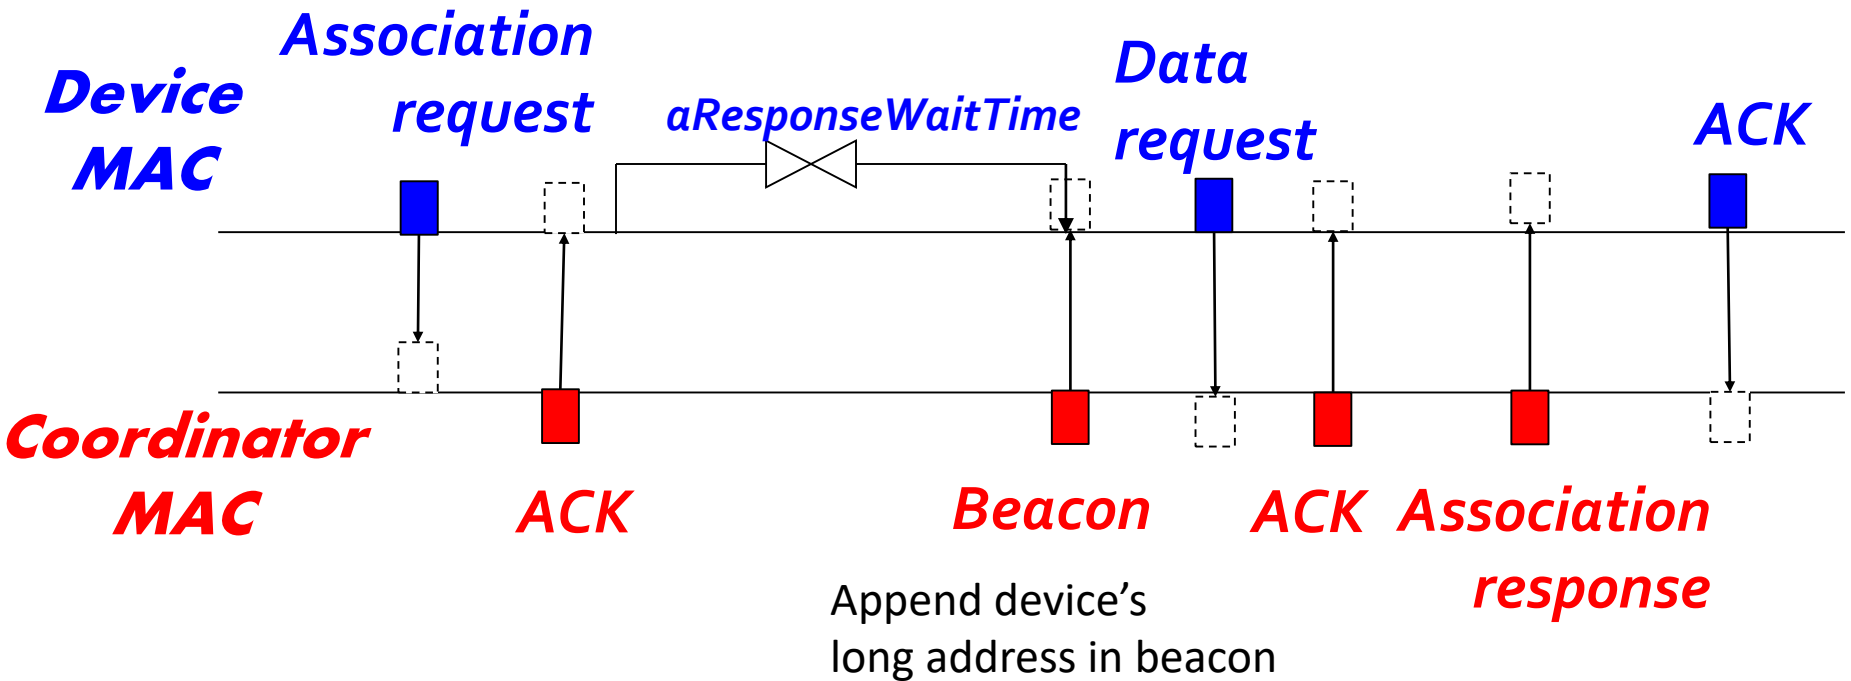 Association
request
Device
MAC
aResponseWaitTime
Data
request
ACK
Coordinator
MAC
ACK
Beacon
ACK
Association
response
Append device’s
long address in beacon